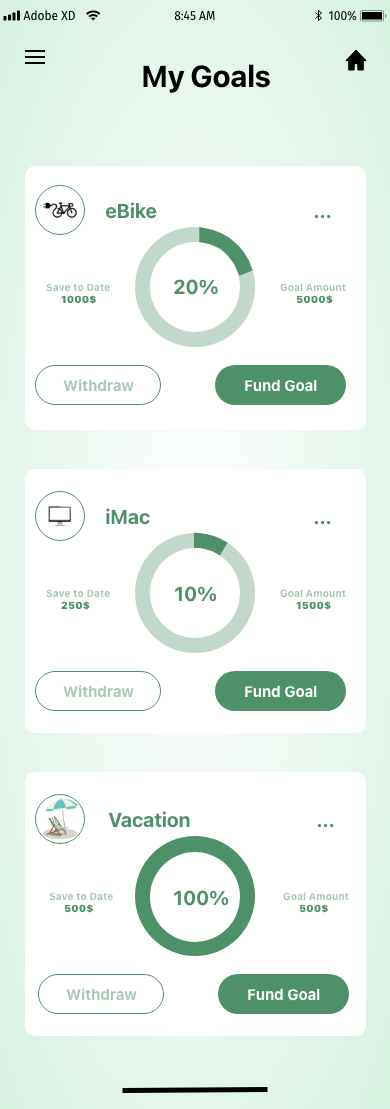 Adobe XD 8:45 AM 100%
My Goals
eBike ...
20%
Save to Date Goal Amount
1000$ 5000$
Withdraw Fund Goal
iMac ...
10%
Save to Date Goal Amount
250$ 1500$
Withdraw Fund Goal
Vacation ...
100%
Save to Date Goal Amount
500$ 500$
Withdraw Fund Goal